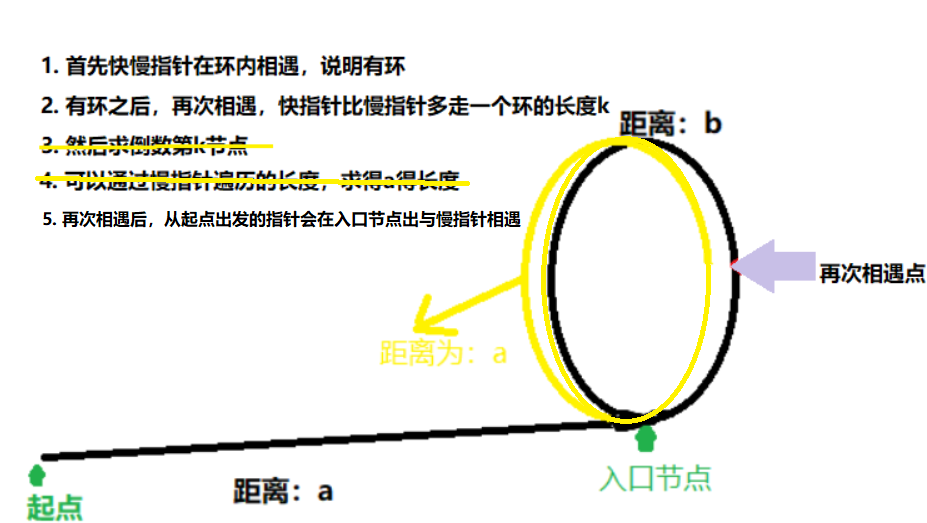 1. 首先快慢指针在环内相遇，说明有环
2. 有环之后，再次相遇，快指针比慢指针多走一个环的长度k
距离：b
3. 然后求倒数第k节点
4. 可以通过慢指针遍历的长度，求得a得长度
5. 再次相遇后，从起点出发的指针会在入口节点出与慢指针相遇
再次相遇点
距离为：a
入口节点
距离：a
起点